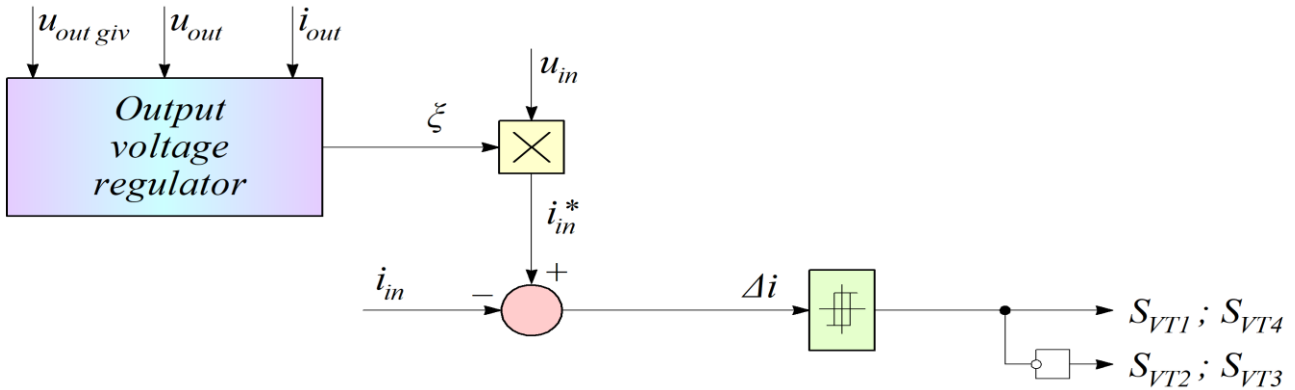 u_out giv u_out i_out
u_in
Output
voltage
regulator
ξ
i_in*
i_in − + Δi
S_VT1 ; S_VT4
S_VT2 ; S_VT3